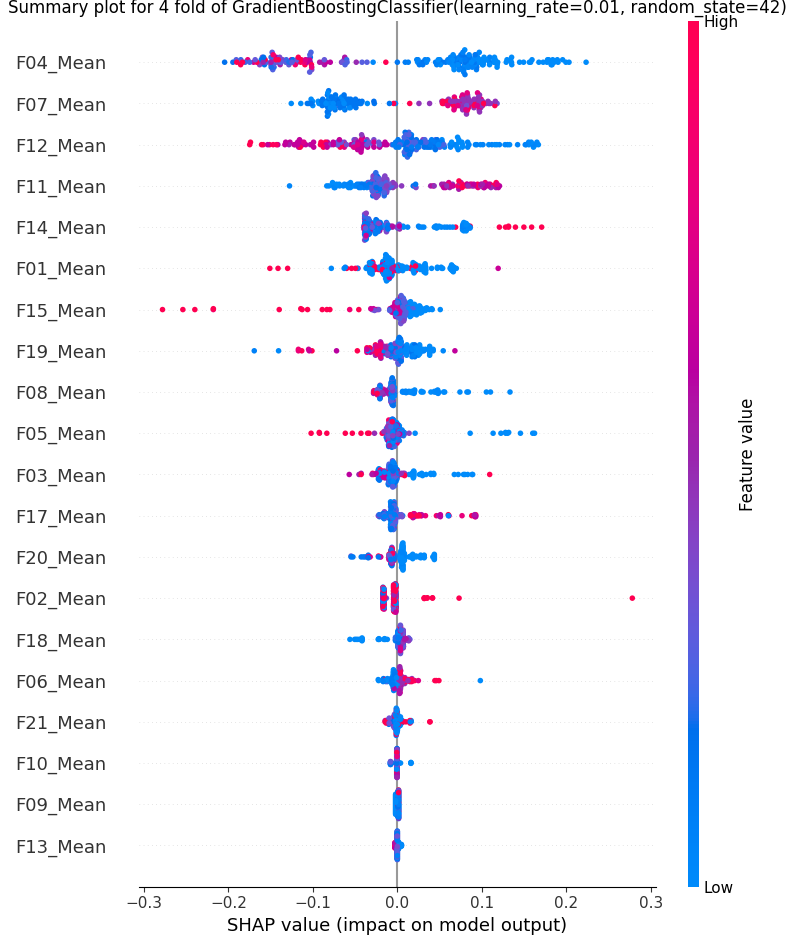 Summary plot for 4 fold of GradientBoostingClassifier(learning_rate=0.01, random_state=42)
High
F04_Mean
F07_Mean
F12_Mean
F11_Mean
F14_Mean
F01_Mean
F15_Mean
F19_Mean
F08_Mean
F05_Mean
F03_Mean
F17_Mean
F20_Mean
F02_Mean
F18_Mean
F06_Mean
F21_Mean
F10_Mean
F09_Mean
F13_Mean
Feature value
Low
−0.3 −0.2 −0.1 0.0 0.1 0.2 0.3
SHAP value (impact on model output)